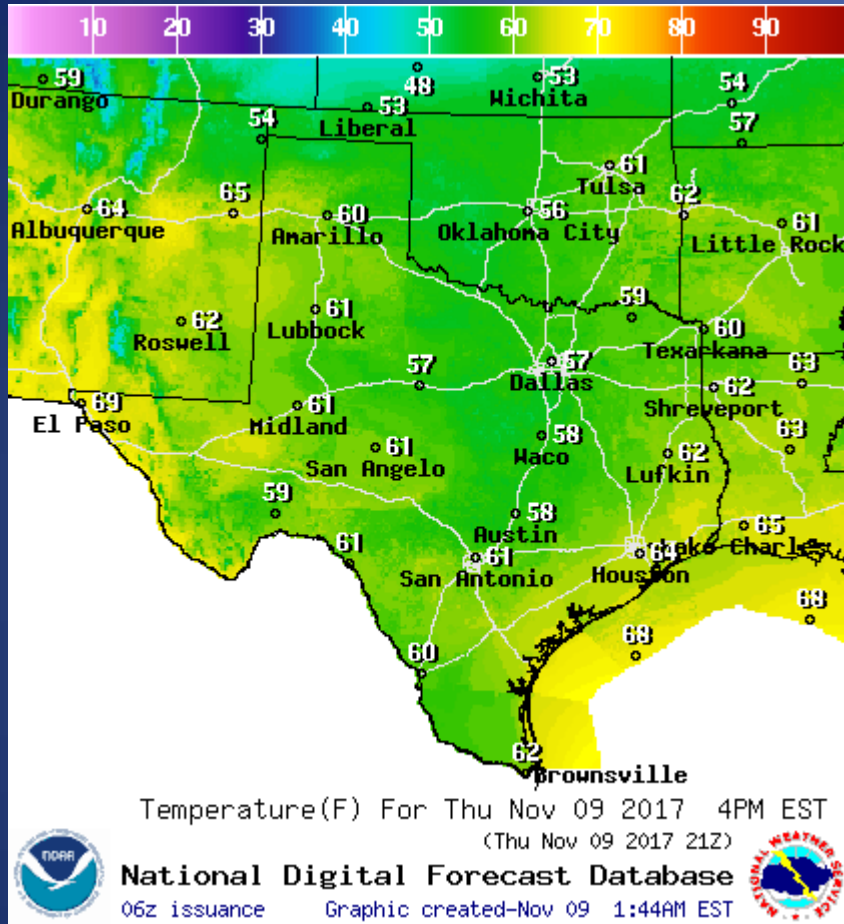 10 20 30 40 50 60 70 80 90
59
Durango
48
53
Wichita
53
Liberal
54
54
57
61
Tulsa
64
Albuquerque
65
60
Amarillo
56
Oklahoma City
62
61
Little Rock
62
Roswell
61
Lubbock
59
60
Texarkana
57
57
Dallas
62
Shreveport
63
69
El Paso
61
Midland
61
San Angelo
58
Waco
62
Lufkin
63
59
58
Austin
65
Lake Charles
61
61
San Antonio
64
Houston
68
68
60
62
Brownsville
Temperature(F) For Thu Nov 09 2017 4PM EST
(Thu Nov 09 2017 21Z)
National Digital Forecast Database
06z issuance Graphic created-Nov 09 1:44AM EST
NOAA
NATIONAL WEATHER SERVICE